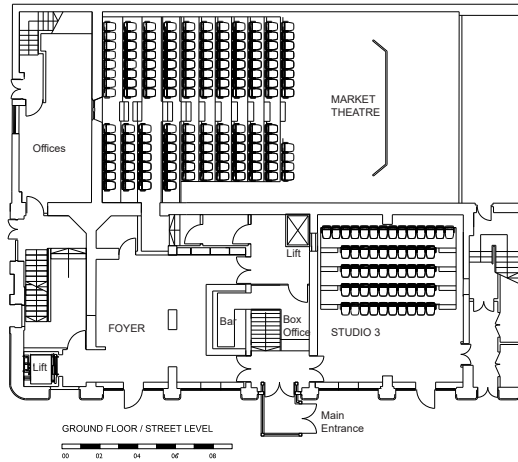 MARKET
THEATRE
Offices
Lift
FOYER
Bar
Box
Office
STUDIO 3
Lift
Main
Entrance
GROUND FLOOR / STREET LEVEL
00 02 04 06 08